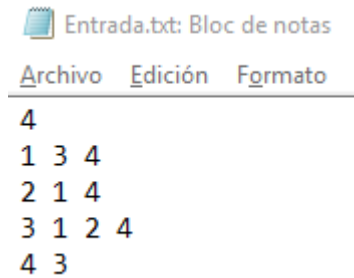 Entrada.txt: Bloc de notas
Archivo Edición Formato
4
1 3 4
2 1 4
3 1 2 4
4 3